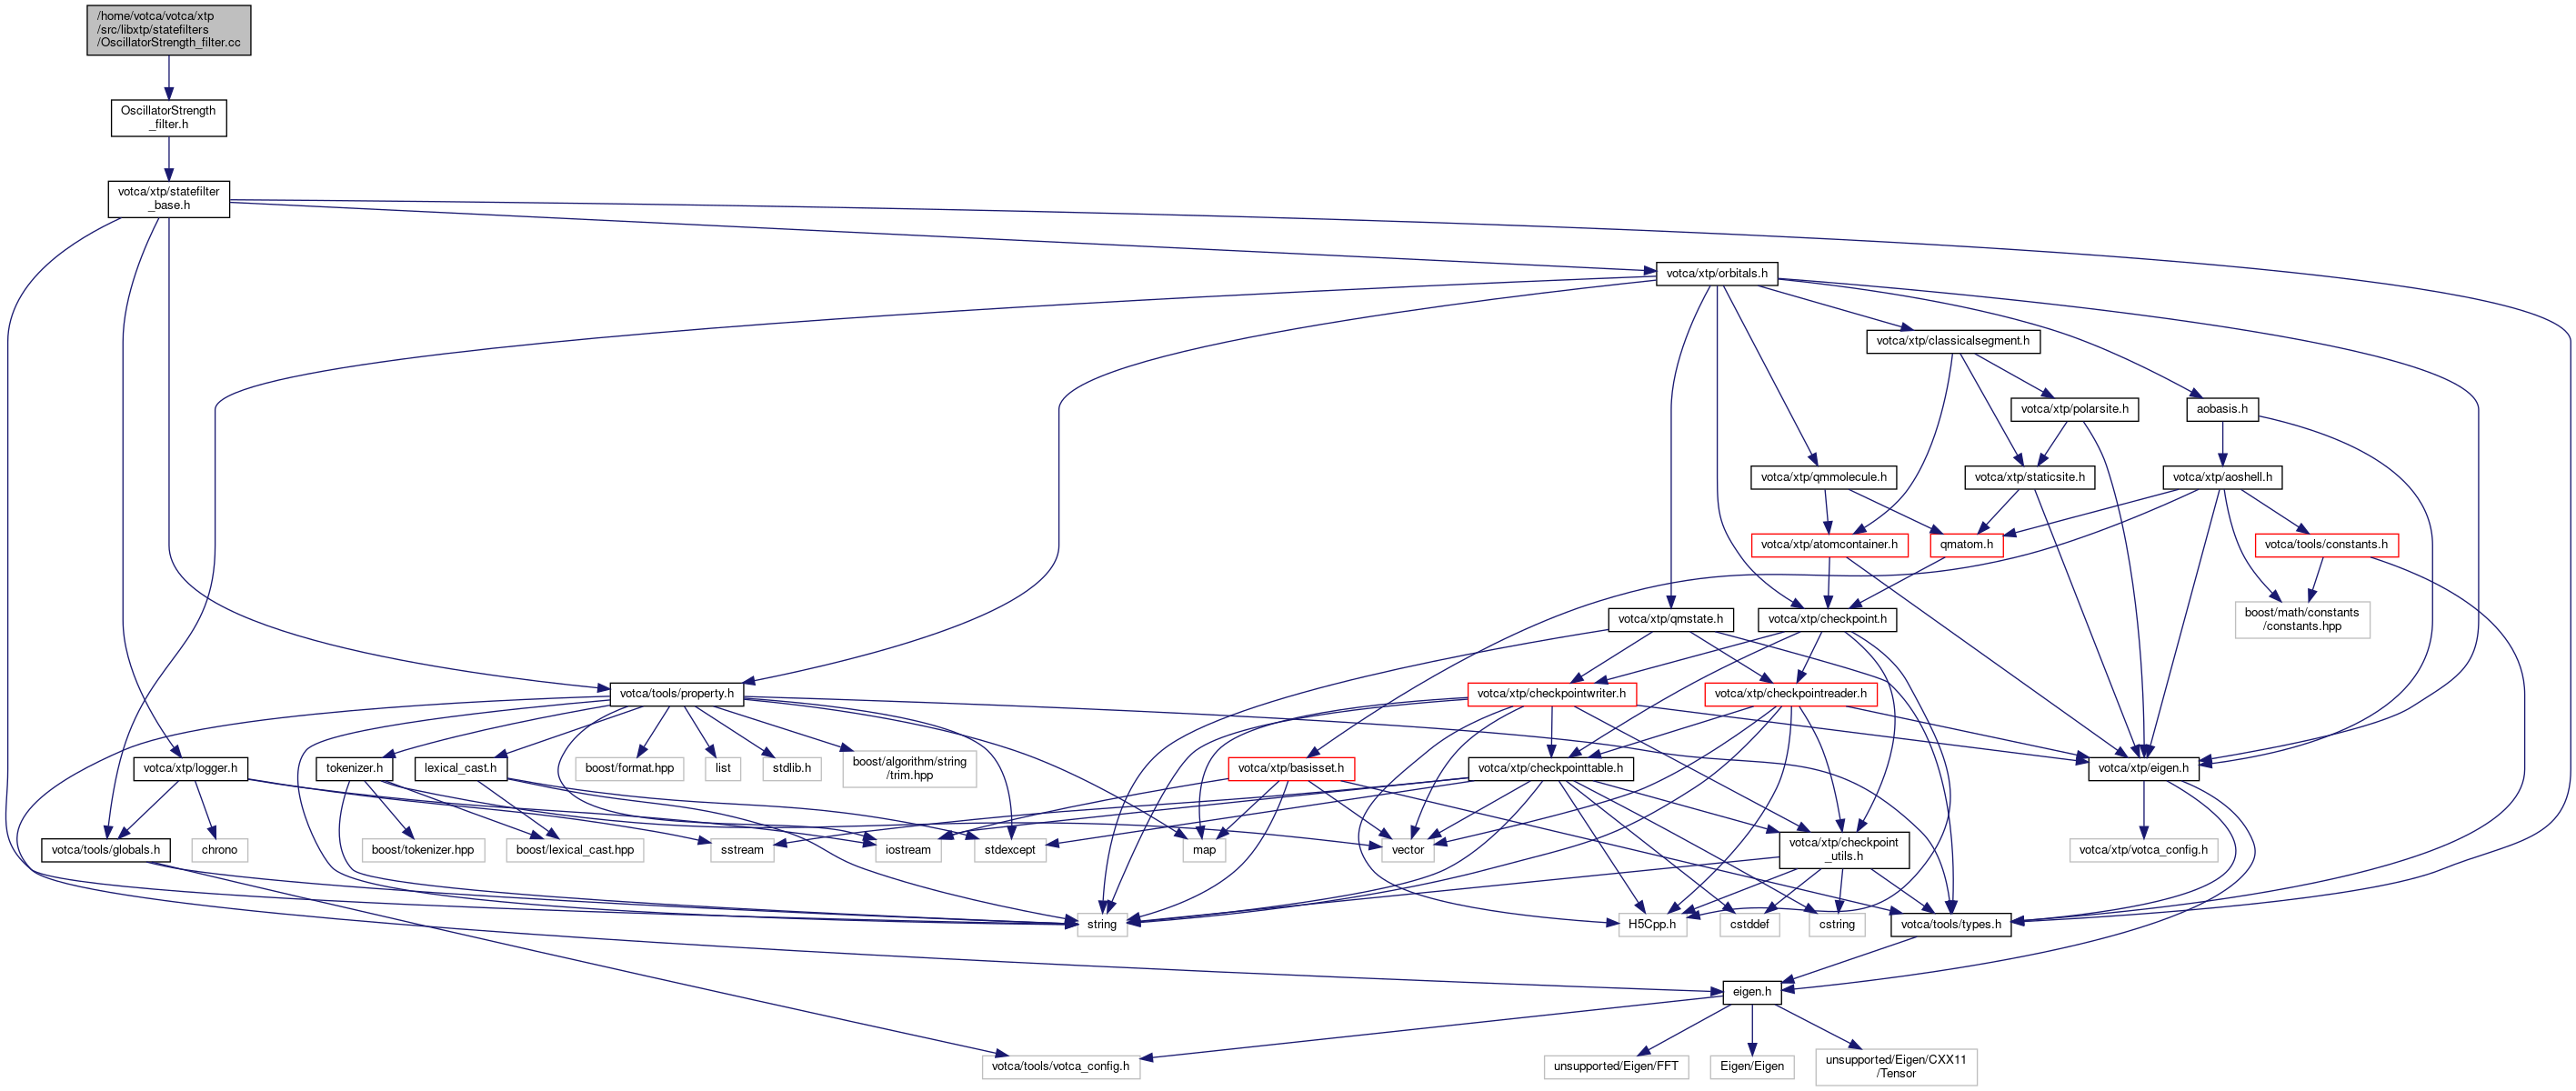 /home/votca/votca/xtp
/src/libxtp/statefilters
/OscillatorStrength_filter.cc
OscillatorStrength
_filter.h
votca/xtp/statefilter
_base.h
votca/xtp/orbitals.h
votca/xtp/classicalsegment.h
votca/xtp/polarsite.h
aobasis.h
votca/xtp/qmmolecule.h
votca/xtp/staticsite.h
votca/xtp/aoshell.h
votca/xtp/atomcontainer.h
qmatom.h
votca/tools/constants.h
votca/xtp/qmstate.h
votca/xtp/checkpoint.h
boost/math/constants
/constants.hpp
votca/tools/property.h
votca/xtp/checkpointwriter.h
votca/xtp/checkpointreader.h
votca/xtp/logger.h
tokenizer.h
lexical_cast.h
boost/format.hpp
list
stdlib.h
boost/algorithm/string
/trim.hpp
votca/xtp/basisset.h
votca/xtp/checkpointtable.h
votca/xtp/eigen.h
votca/tools/globals.h
chrono
boost/tokenizer.hpp
boost/lexical_cast.hpp
sstream
iostream
stdexcept
map
vector
votca/xtp/checkpoint
_utils.h
votca/xtp/votca_config.h
string
H5Cpp.h
cstddef
cstring
votca/tools/types.h
eigen.h
votca/tools/votca_config.h
unsupported/Eigen/FFT
Eigen/Eigen
unsupported/Eigen/CXX11
/Tensor